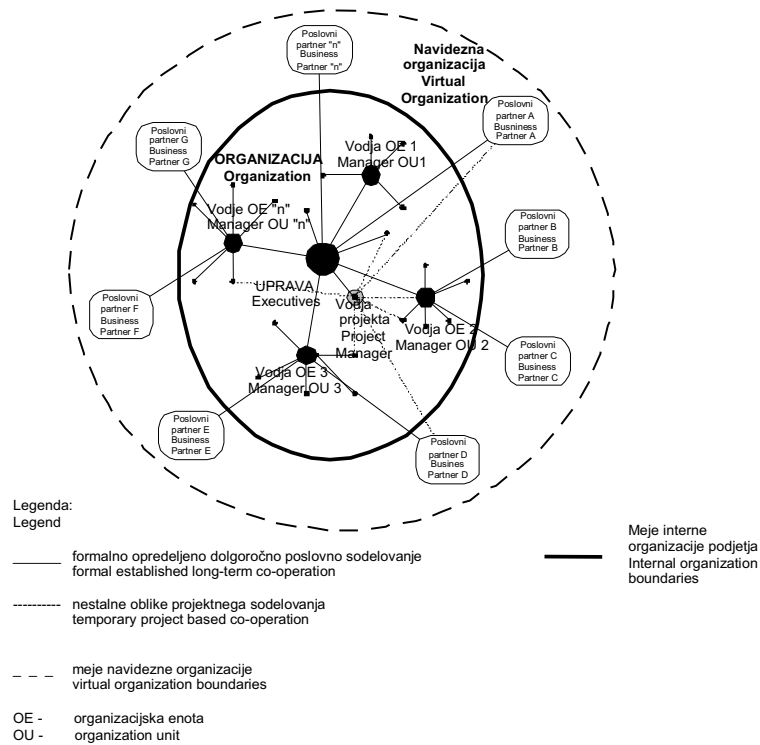 Poslovni
partner "n"
Business
Partner "n"
Navidezna
organizacija
Virtual
Organization
Poslovni
partner A
Busniness
Partner A
Poslovni
partner G
Business
Partner G
ORGANIZACIJA
Organization
Vodja OE 1
Manager OU1
Vodje OE "n"
Manager OU "n"
Poslovni
partner B
Business
Partner B
UPRAVA
Executives
Vodja
projekta
Project
Manager
Vodja OE 2
Manager OU 2
Poslovni
partner F
Business
Partner F
Poslovni
partner C
Business
Partner C
Vodja OE 3
Manager OU 3
Poslovni
partner E
Business
Partner E
Poslovni
partner D
Busines
Partner D
Legenda:
Legend
formalno opredeljeno dolgoročno poslovno sodelovanje
formal established long-term co-operation
nestalne oblike projektnega sodelovanja
temporary project based co-operation
meje navidezne organizacije
virtual organization boundaries
OE - organizacijska enota
OU - organization unit
Meje interne
organizacije podjetja
Internal organization
boundaries